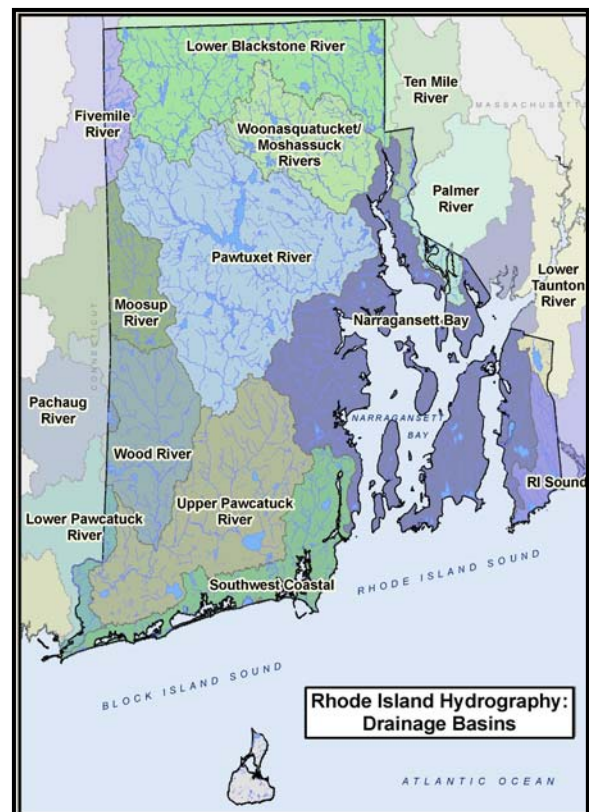 Lower Blackstone River
Ten Mile
River
MASSACHUSETTS
Fivemile
River
Woonasquatucket/
Moshassuck
Rivers
Palmer
River
Pawtuxet River
Lower
Taunton
River
Moosup
River
Narragansett
Bay
CONNECTICUT
Pachaug
River
NARRAGANSETT
BAY
Wood River
RI Sound
Upper Pawcatuck
River
Lower Pawcatuck
River
Southwest Coastal
RHODE ISLAND SOUND
BLOCK ISLAND SOUND
Rhode Island Hydrography:
Drainage Basins
ATLANTIC OCEAN